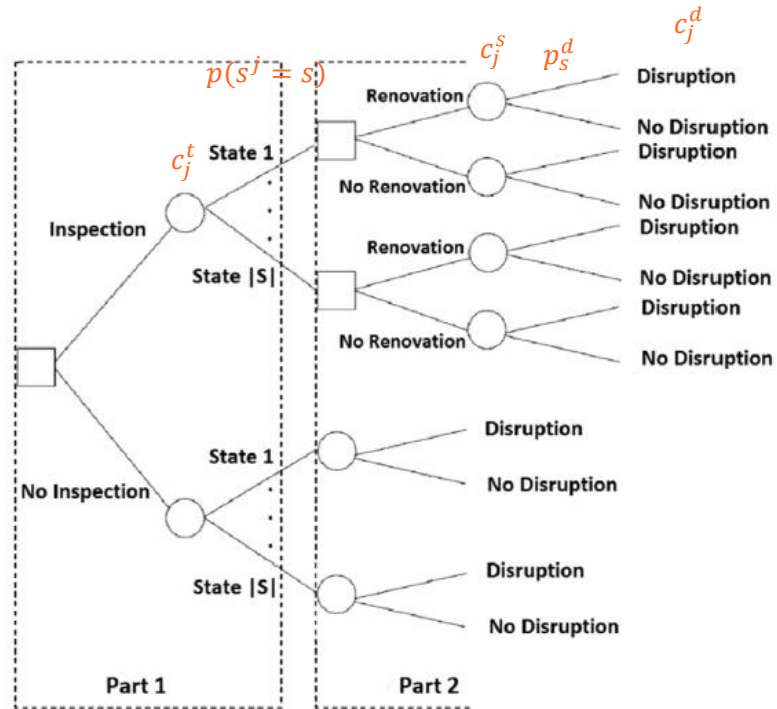 c_j^s p_s^d c_j^d
p(s^j = s)
Renovation
Disruption
c_j^t
State 1
No Disruption
Disruption
No Renovation
No Disruption
Inspection
Disruption
Renovation
State |S|
No Disruption
Disruption
No Renovation
No Disruption
State 1
Disruption
No Inspection
No Disruption
State |S|
Disruption
No Disruption
Part 1
Part 2